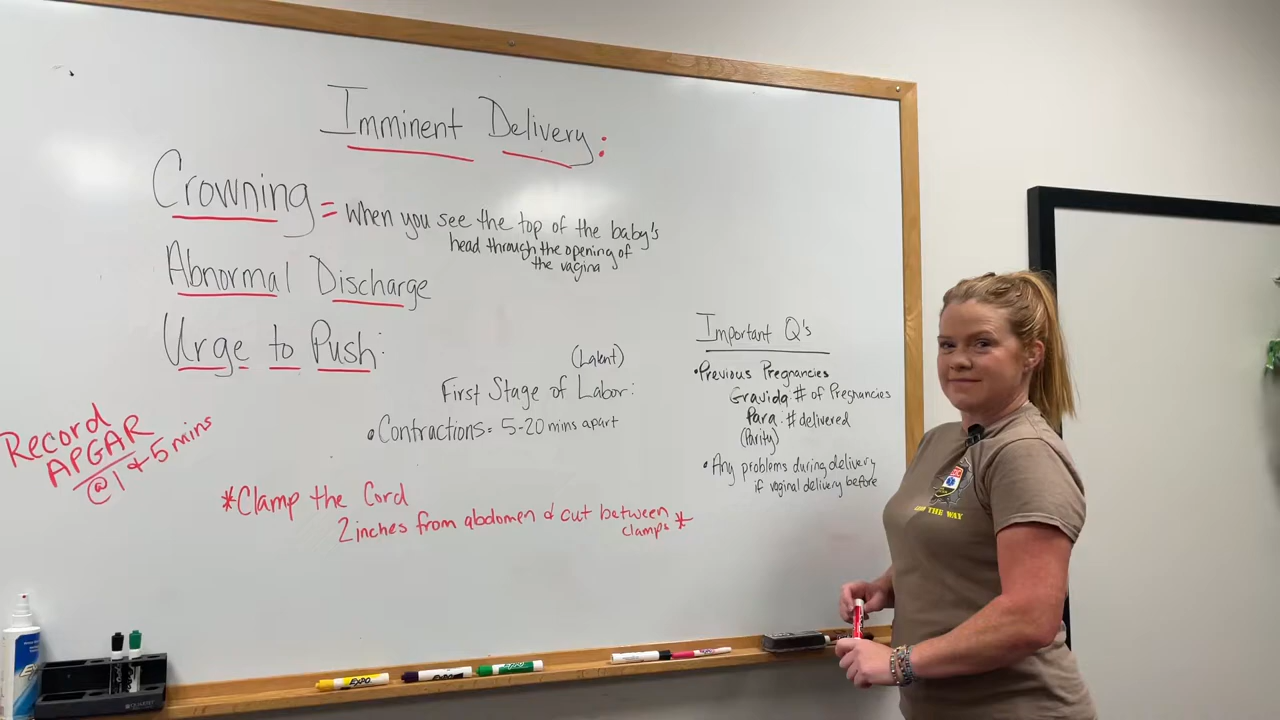 Imminent Delivery:
Crowning = when you see the top of the baby's
head through the opening of
the vagina
Abnormal Discharge
Urge to Push
(Latent)
First Stage of Labor:
• Contractions = 5-20 mins apart
Important Q's
• Previous Pregnancies
Gravida # of Pregnancies
Para: # delivered
(Parity)
• Any problems during delivery
if vaginal delivery before
Record
APGAR
@ 1 & 5 mins
*Clamp the Cord
2 inches from abdomen & cut between
clamps *
THE WAY
EXPO
EXPO